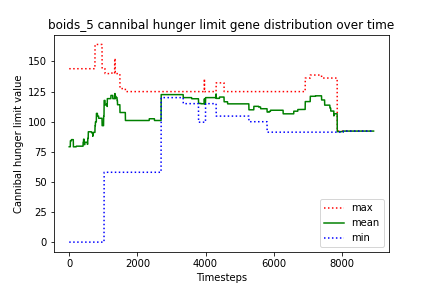 boids_5 cannibal hunger limit gene distribution over time
Cannibal hunger limit value
150
125
100
75
50
25
0
max
mean
min
0
2000
4000
6000
8000
Timesteps